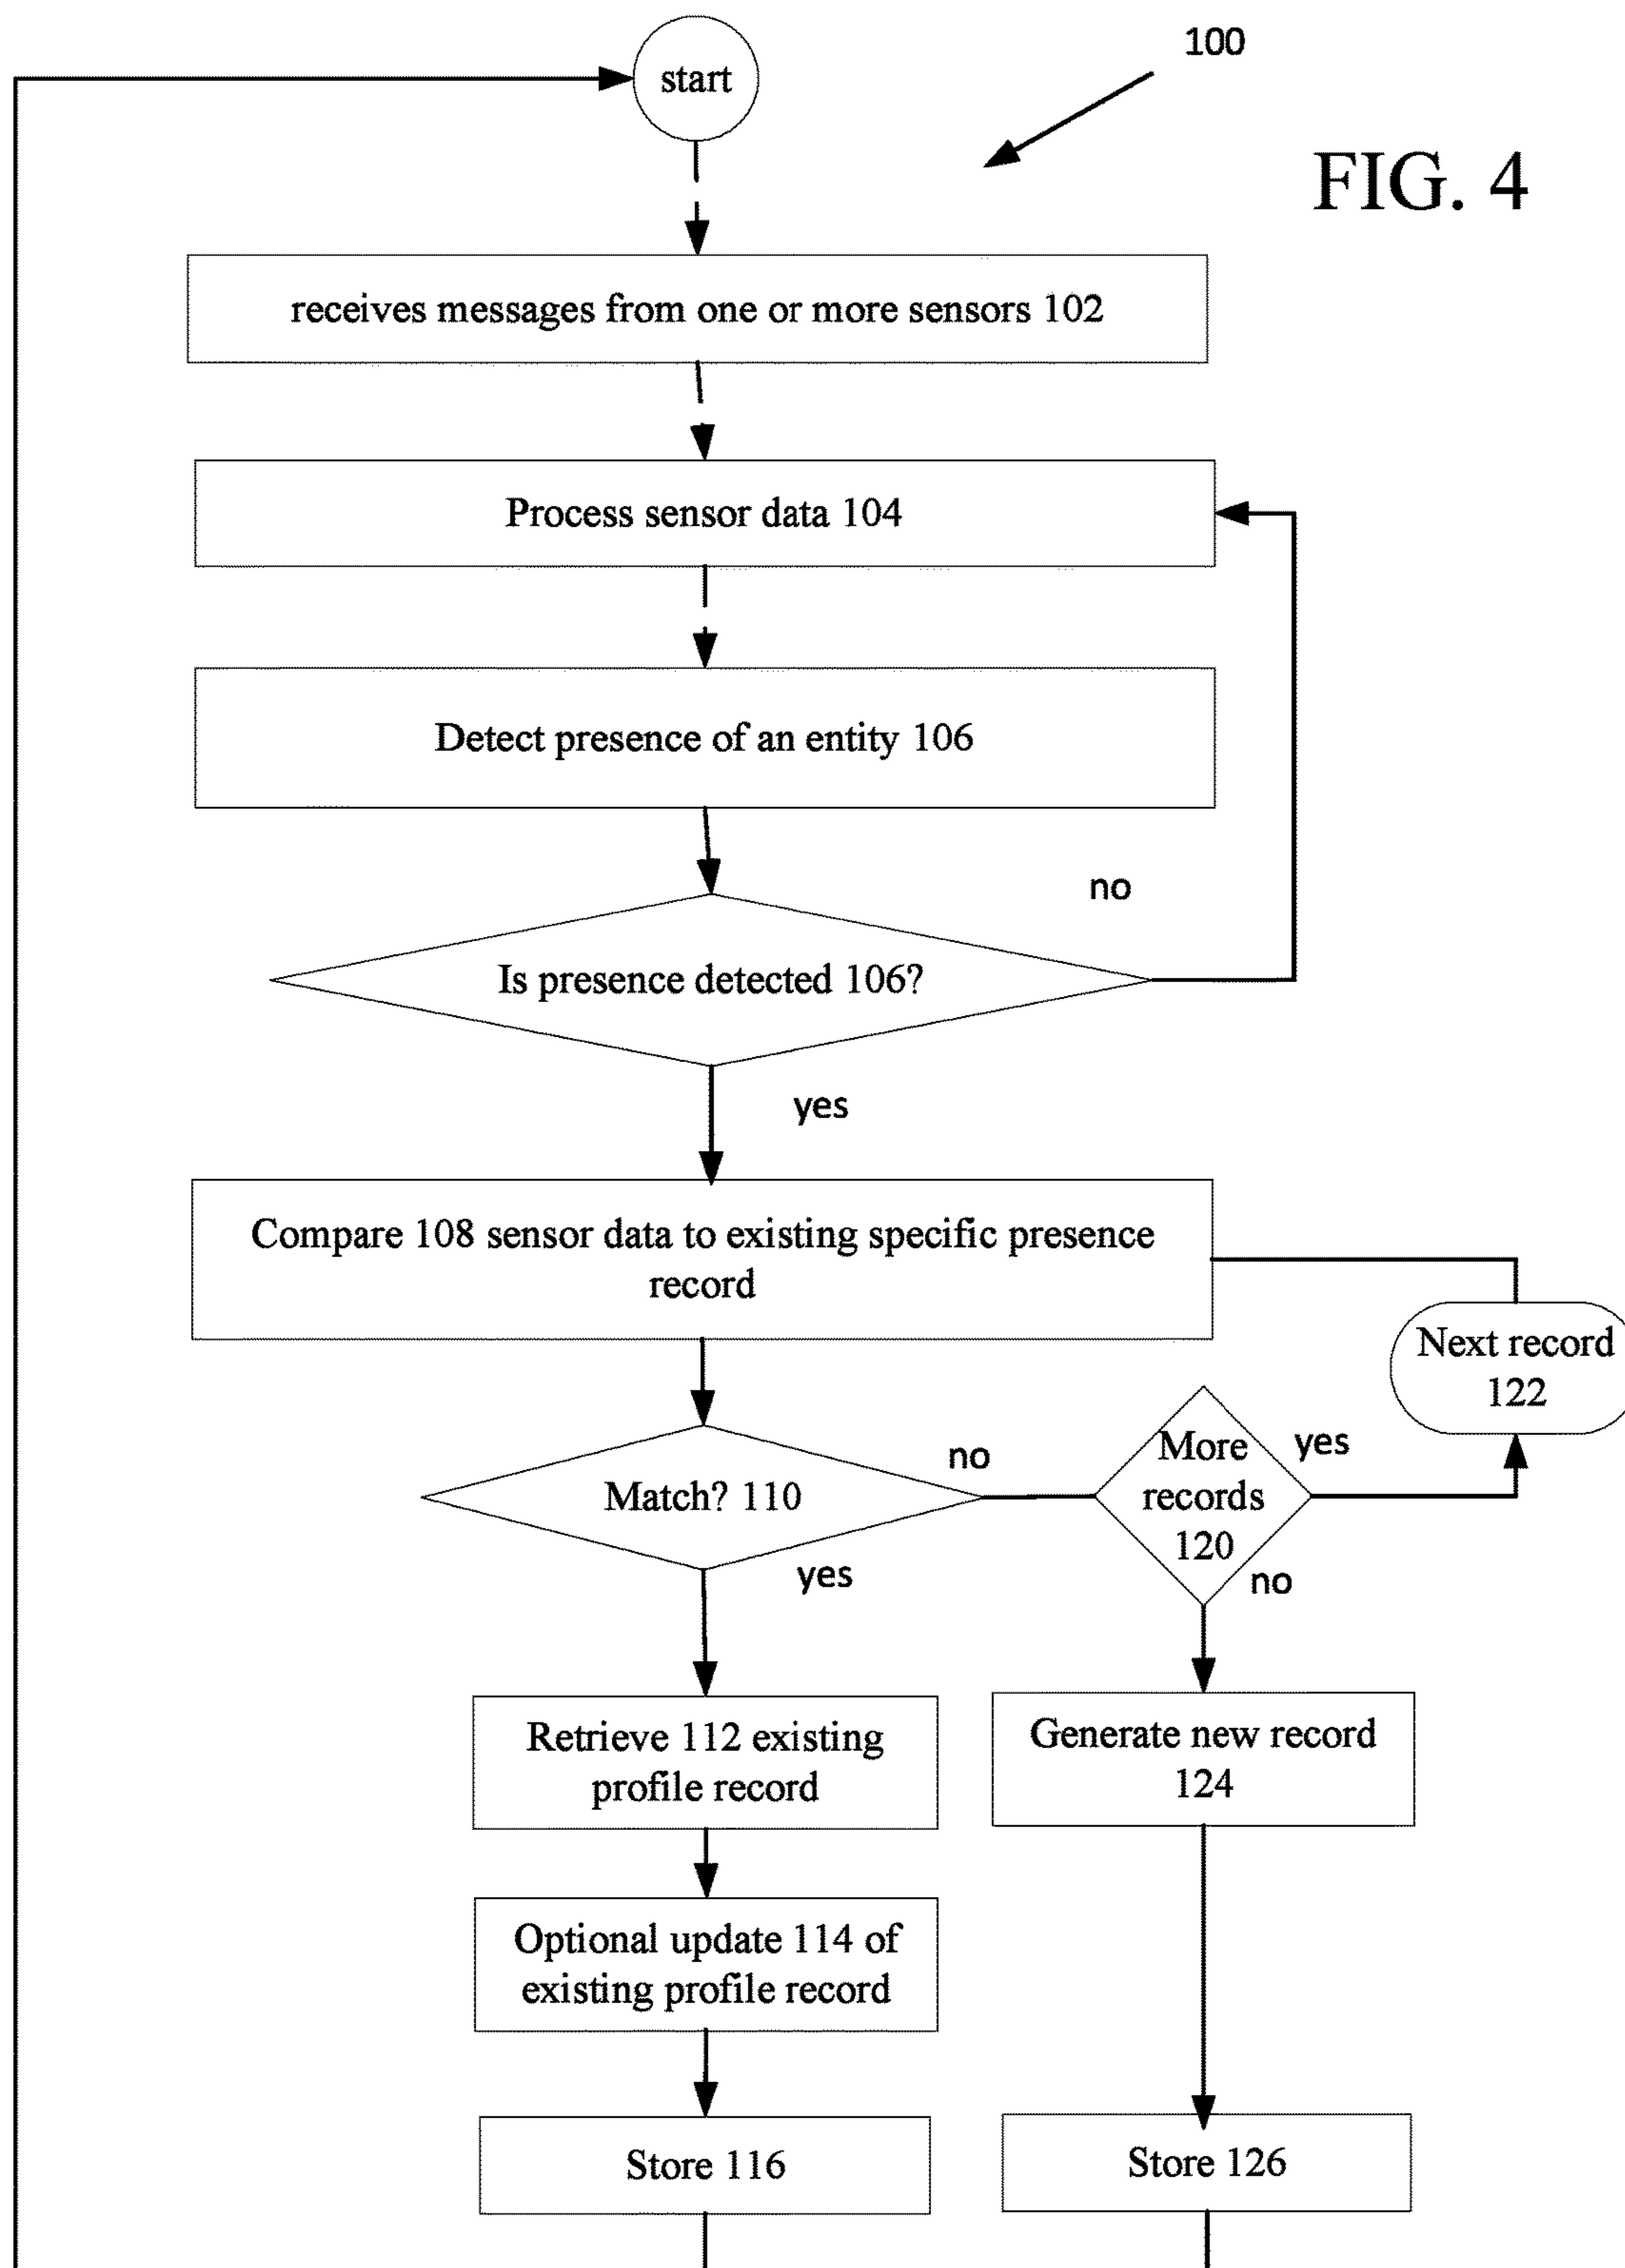 100
start
FIG. 4
receives messages from one or more sensors 102
Process sensor data 104
Detect presence of an entity 106
no
Is presence detected 106?
yes
Compare 108 sensor data to existing specific presence
record
Next record
122
no
More
records
120
yes
Match? 110
yes
no
Retrieve 112 existing
profile record
Generate new record
124
Optional update 114 of
existing profile record
Store 116
Store 126